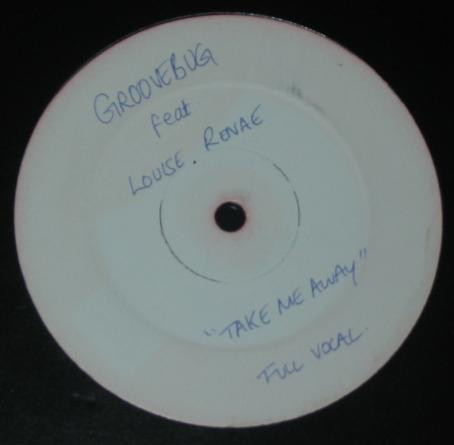 GROOVEBUG
feat
LOUISE. RENAE
"TAKE ME AWAY"
FULL VOCAL.